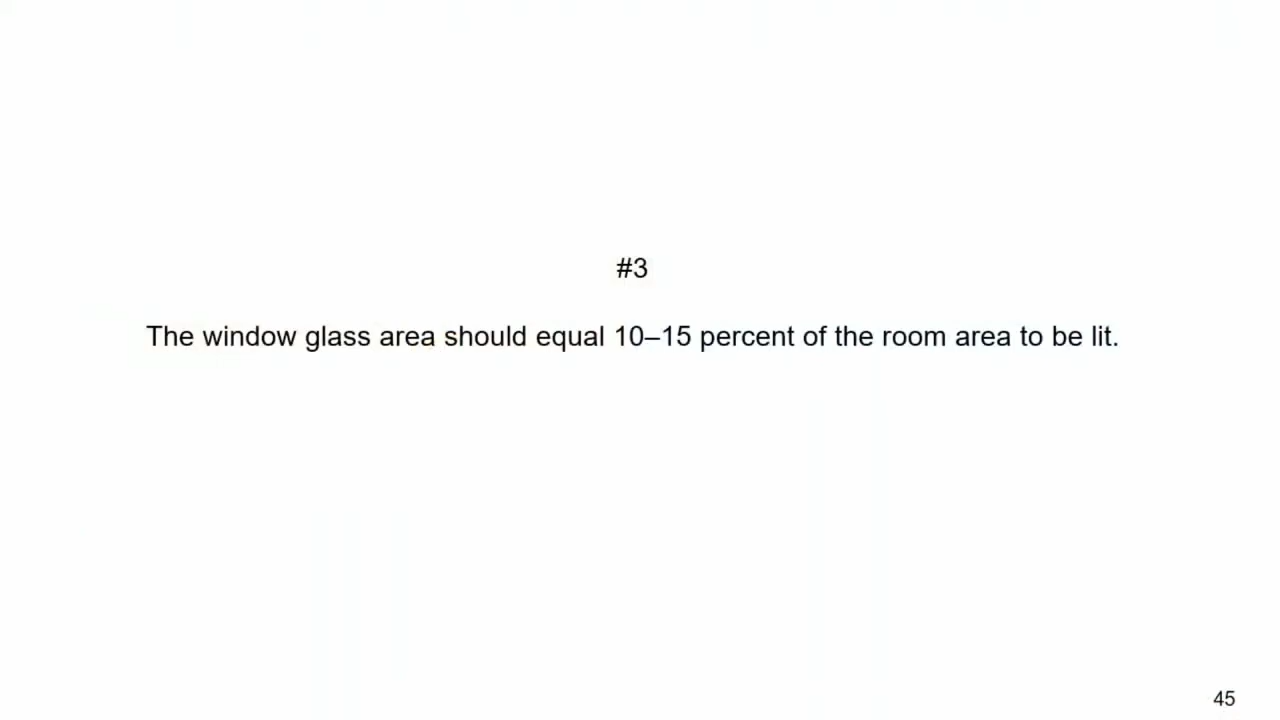 #3
The window glass area should equal 10–15 percent of the room area to be lit.
45